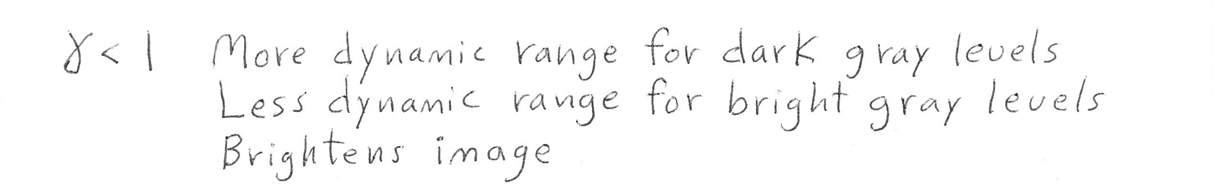 γ < 1 More dynamic range for dark gray levels
Less dynamic range for bright gray levels
Brightens image